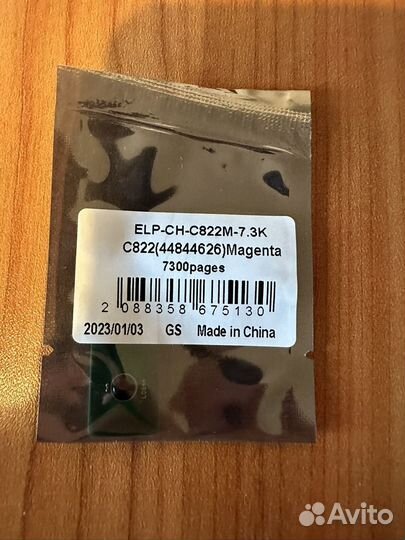 ELP-CH-C822M-7.3K
C822(44844626)Magenta
7300pages
2 088358 675130
2023/01/03 GS Made in China
Avito